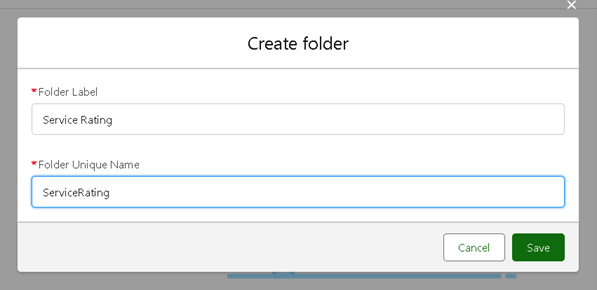 Create folder
*Folder Label
Service Rating
*Folder Unique Name
ServiceRating
Cancel
Save